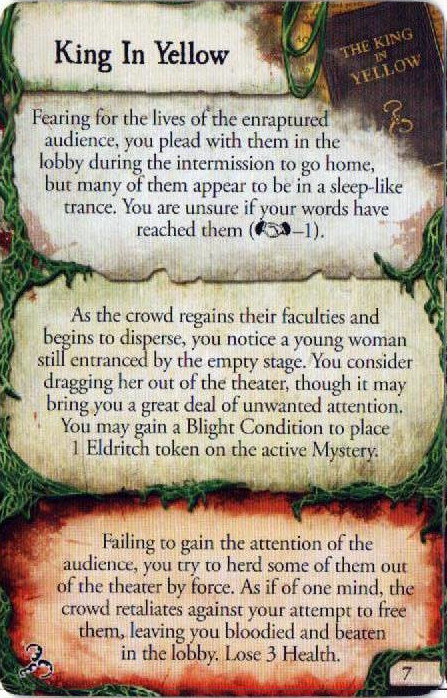 King In Yellow
THE KING
IN
YELLOW
Fearing for the lives of the enraptured
audience, you plead with them in the
lobby during the intermission to go home,
but many of them appear to be in a sleep-like
trance. You are unsure if your words have
reached them (–1).
As the crowd regains their faculties and
begins to disperse, you notice a young woman
still entranced by the empty stage. You consider
dragging her out of the theater, though it may
bring you a great deal of unwanted attention.
You may gain a Blight Condition to place
1 Eldritch token on the active Mystery.
Failing to gain the attention of the
audience, you try to herd some of them out
of the theater by force. As if of one mind, the
crowd retaliates against your attempt to free
them, leaving you bloodied and beaten
in the lobby. Lose 3 Health.
7